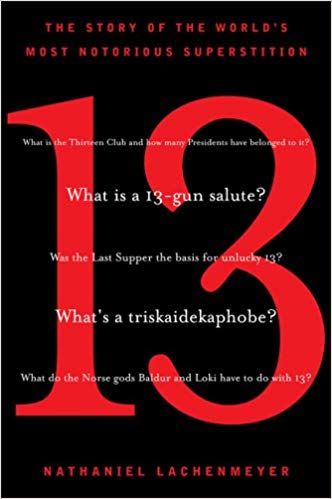 THE STORY OF THE WORLD'S
MOST NOTORIOUS SUPERSTITION
13
What is the Thirteen Club and how many Presidents have belonged to it?
What is a 13-gun salute?
Was the Last Supper the basis for unlucky 13?
What's a triskaidekaphobe?
What do the Norse gods Baldur and Loki have to do with 13?
NATHANIEL LACHENMEYER